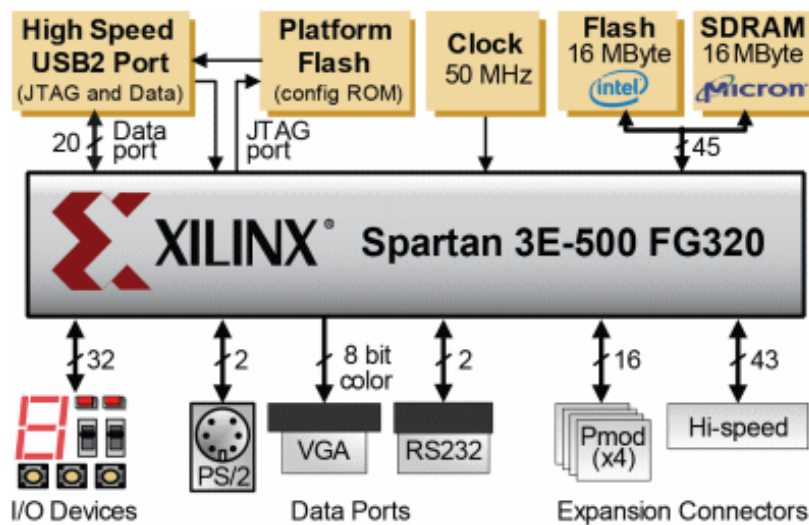 High Speed
USB2 Port
(JTAG and Data)
Platform
Flash
(config ROM)
Clock
50 MHz
Flash
16 MByte
intel
SDRAM
16 MByte
Micron
20
Data
port
JTAG
port
45
XILINX®
Spartan 3E-500 FG320
32
2
8 bit
color
2
16
43
PS/2
VGA
RS232
Pmod
(x4)
Hi-speed
I/O Devices
Data Ports
Expansion Connectors